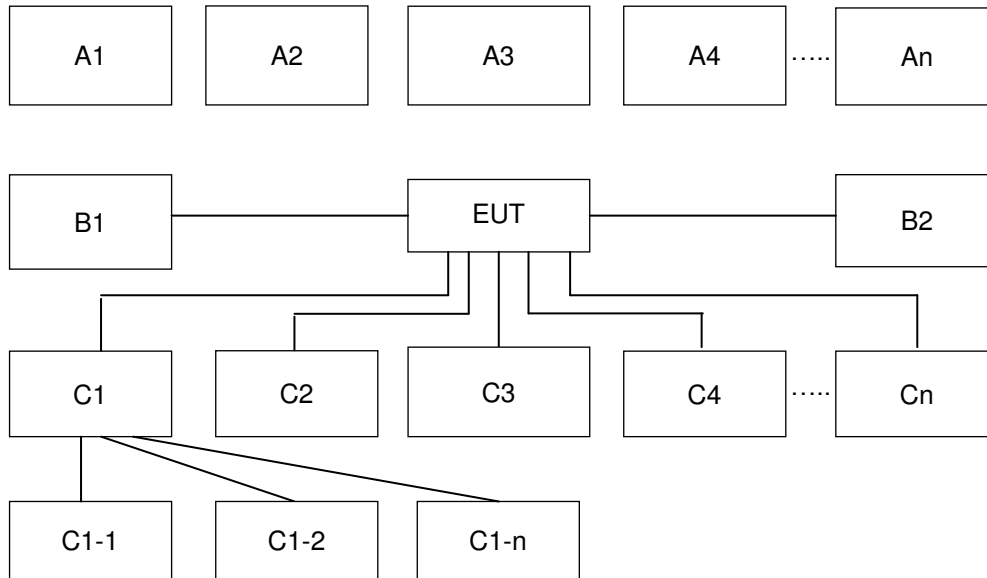 A1 A2 A3 A4 ..... An
B1 EUT B2
C1 C2 C3 C4 ..... Cn
C1-1 C1-2 C1-n